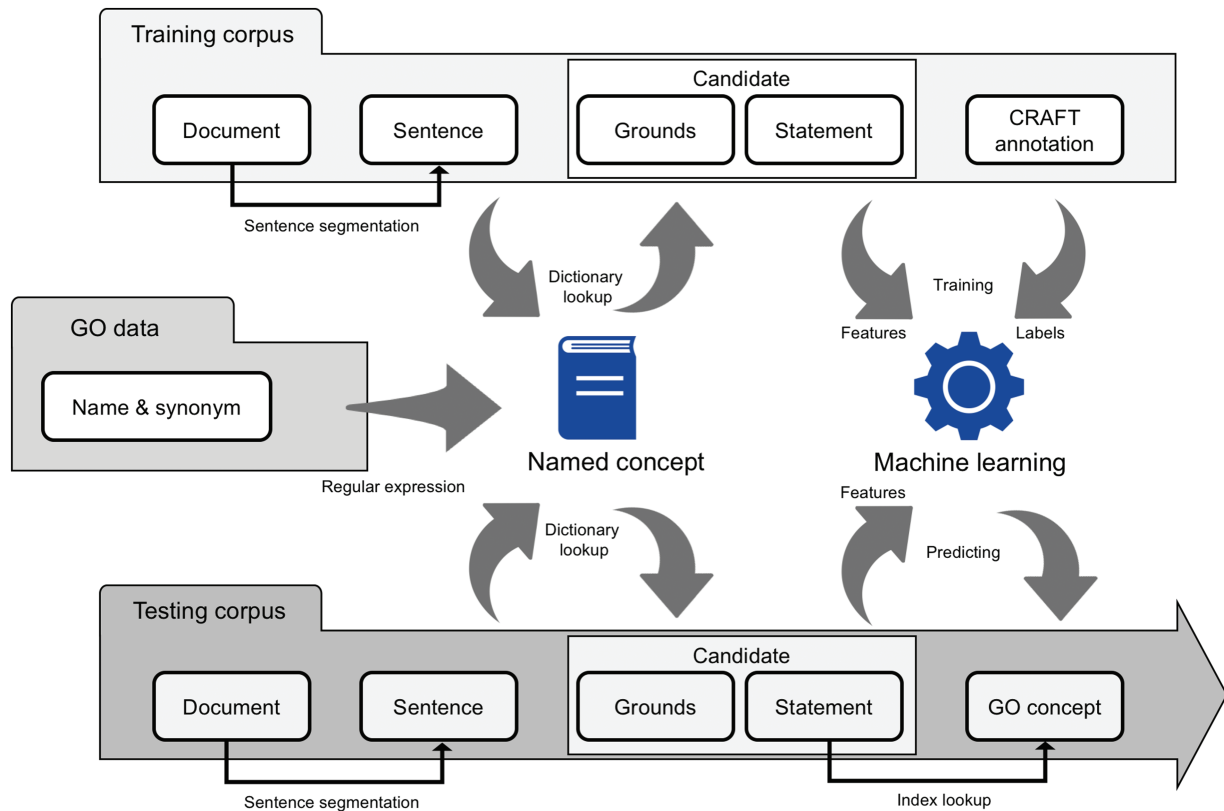 Training corpus
Candidate
Document
Sentence
Grounds
Statement
CRAFT
annotation
Sentence segmentation
Dictionary
lookup
Training
Features
Labels
GO data
Name & synonym
Regular expression
Named concept
Machine learning
Dictionary
lookup
Features
Predicting
Testing corpus
Candidate
Document
Sentence
Grounds
Statement
GO concept
Sentence segmentation
Index lookup